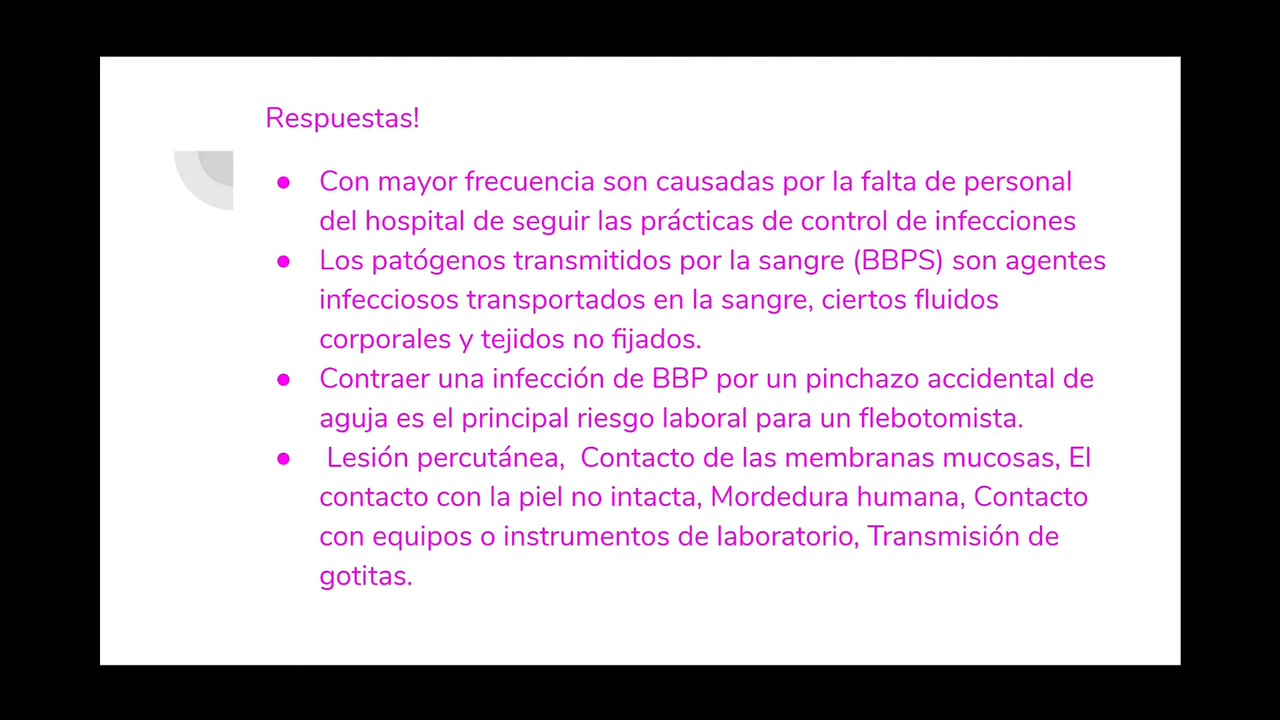 Respuestas!
● Con mayor frecuencia son causadas por la falta de personal
del hospital de seguir las prácticas de control de infecciones
● Los patógenos transmitidos por la sangre (BBPS) son agentes
infecciosos transportados en la sangre, ciertos fluidos
corporales y tejidos no fijados.
● Contraer una infección de BBP por un pinchazo accidental de
aguja es el principal riesgo laboral para un flebotomista.
● Lesión percutánea,  Contacto de las membranas mucosas, El
contacto con la piel no intacta, Mordedura humana, Contacto
con equipos o instrumentos de laboratorio, Transmisión de
gotitas.